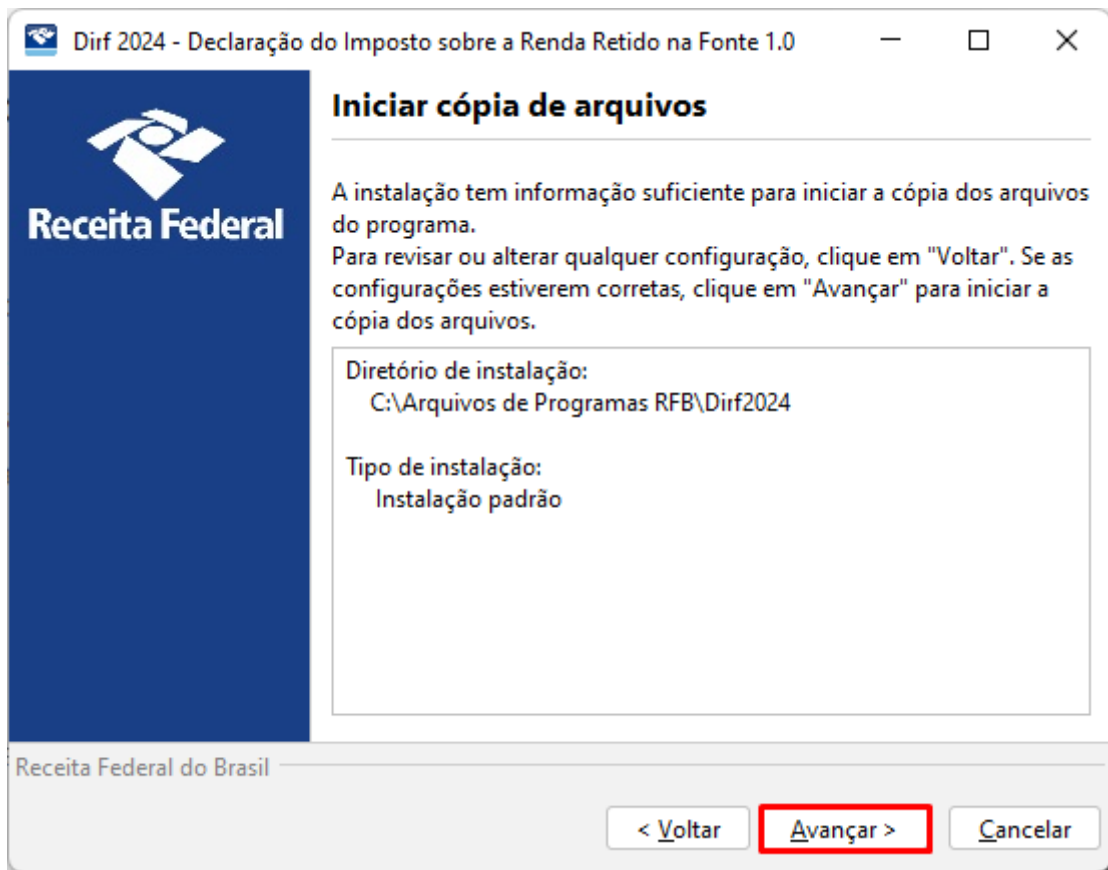 Dirf 2024 - Declaração do Imposto sobre a Renda Retido na Fonte 1.0
Receita Federal
Iniciar cópia de arquivos
A instalação tem informação suficiente para iniciar a cópia dos arquivos
do programa.
Para revisar ou alterar qualquer configuração, clique em "Voltar". Se as
configurações estiverem corretas, clique em "Avançar" para iniciar a
cópia dos arquivos.
Diretório de instalação:
C:\Arquivos de Programas RFB\Dirf2024
Tipo de instalação:
Instalação padrão
Receita Federal do Brasil
< Voltar
Avançar >
Cancelar